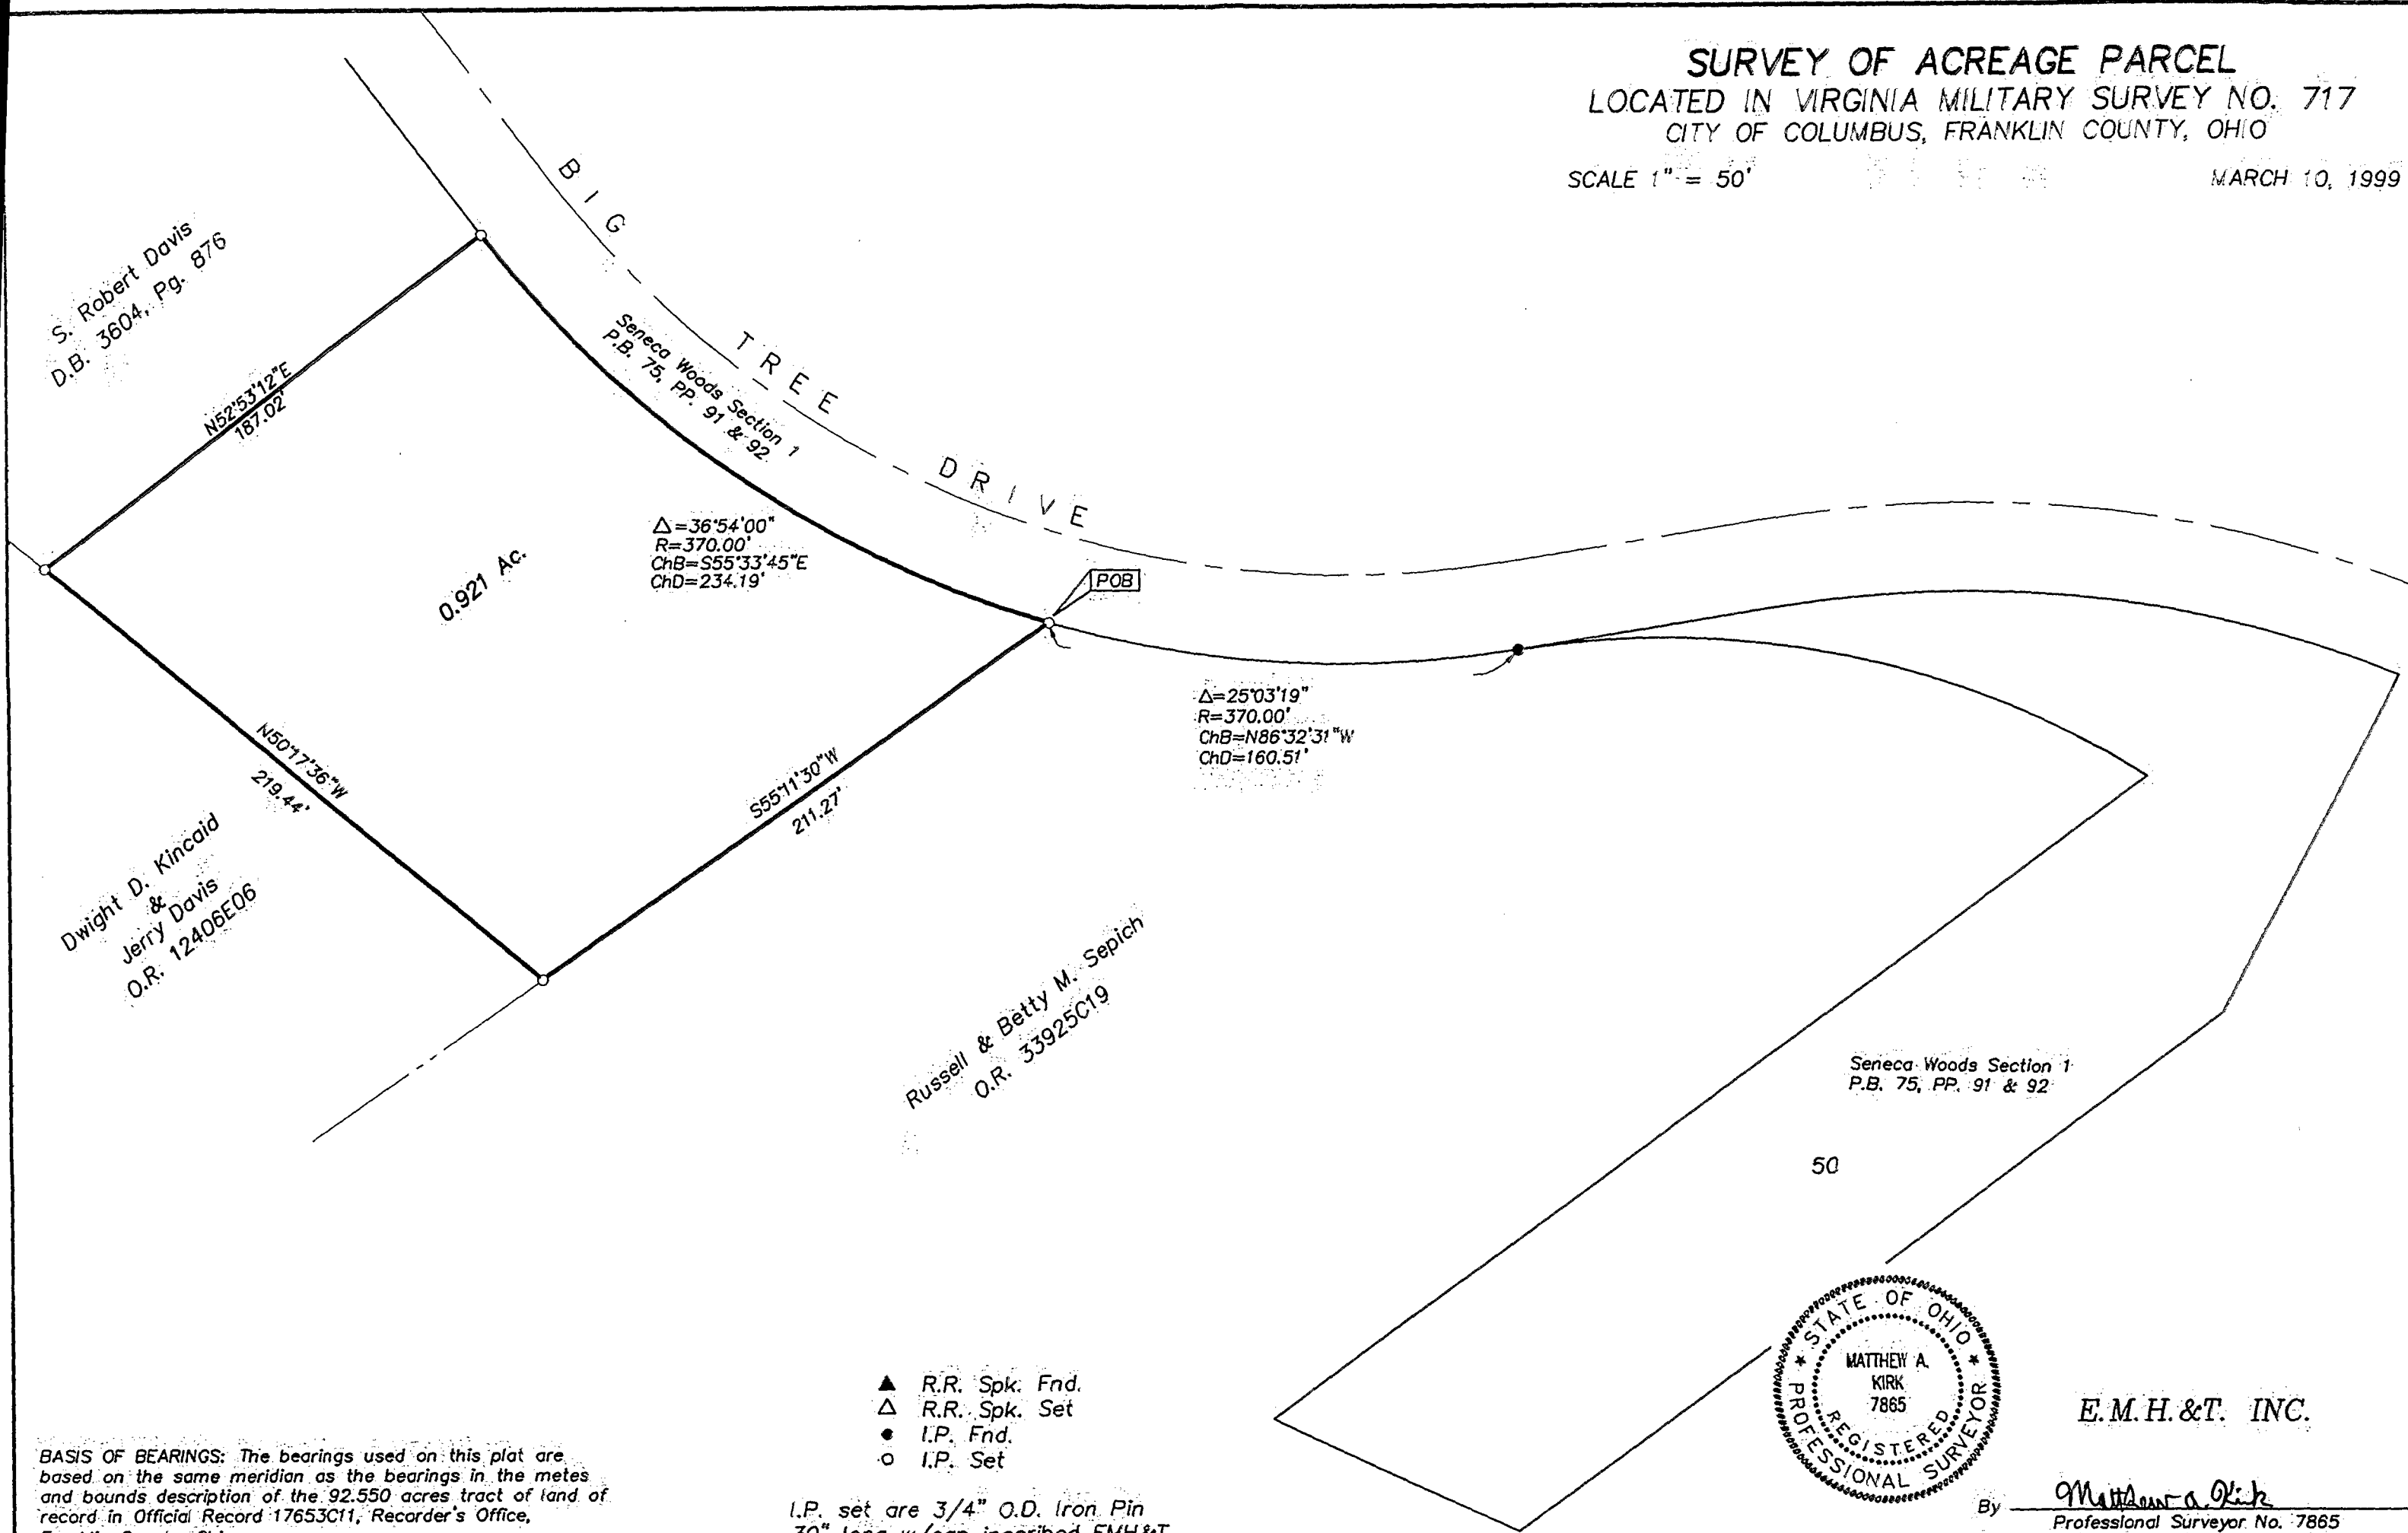 SURVEY OF ACREAGE PARCEL
LOCATED IN VIRGINIA MILITARY SURVEY NO. 717
CITY OF COLUMBUS, FRANKLIN COUNTY, OHIO
SCALE 1" = 50'
MARCH 10, 1999
BIG TREE DRIVE
S. Robert Davis
D.B. 3604, Pg. 876
N52°53'12"E
187.02'
Seneca Woods Section 1
P.B. 75, PP. 91 & 92
Δ=36°54'00"
R=370.00'
ChB=S55°33'45"E
ChD=234.19'
0.921 Ac.
POB
Δ=25°03'19"
R=370.00'
ChB=N86°32'31"W
ChD=160.51'
N50°17'36"W
219.44'
S55°11'30"W
211.27'
Dwight D. Kincaid
&
Jerry Davis
O.R. 12406E06
Russell & Betty M. Sepich
O.R. 33925C19
Seneca Woods Section 1
P.B. 75, PP. 91 & 92
50
▲ R.R. Spk. Fnd.
△ R.R. Spk. Set
● I.P. Fnd.
○ I.P. Set
I.P. set are 3/4" O.D. Iron Pin
30" long w/cap inscribed EMH&T
BASIS OF BEARINGS: The bearings used on this plat are
based on the same meridian as the bearings in the metes
and bounds description of the 92.550 acres tract of land of
record in Official Record 17653C11, Recorder's Office,
STATE OF OHIO
MATTHEW A.
KIRK
7865
REGISTERED
PROFESSIONAL SURVEYOR
E.M.H.&T. INC.
By Matthew A. Kirk
Professional Surveyor No. 7865